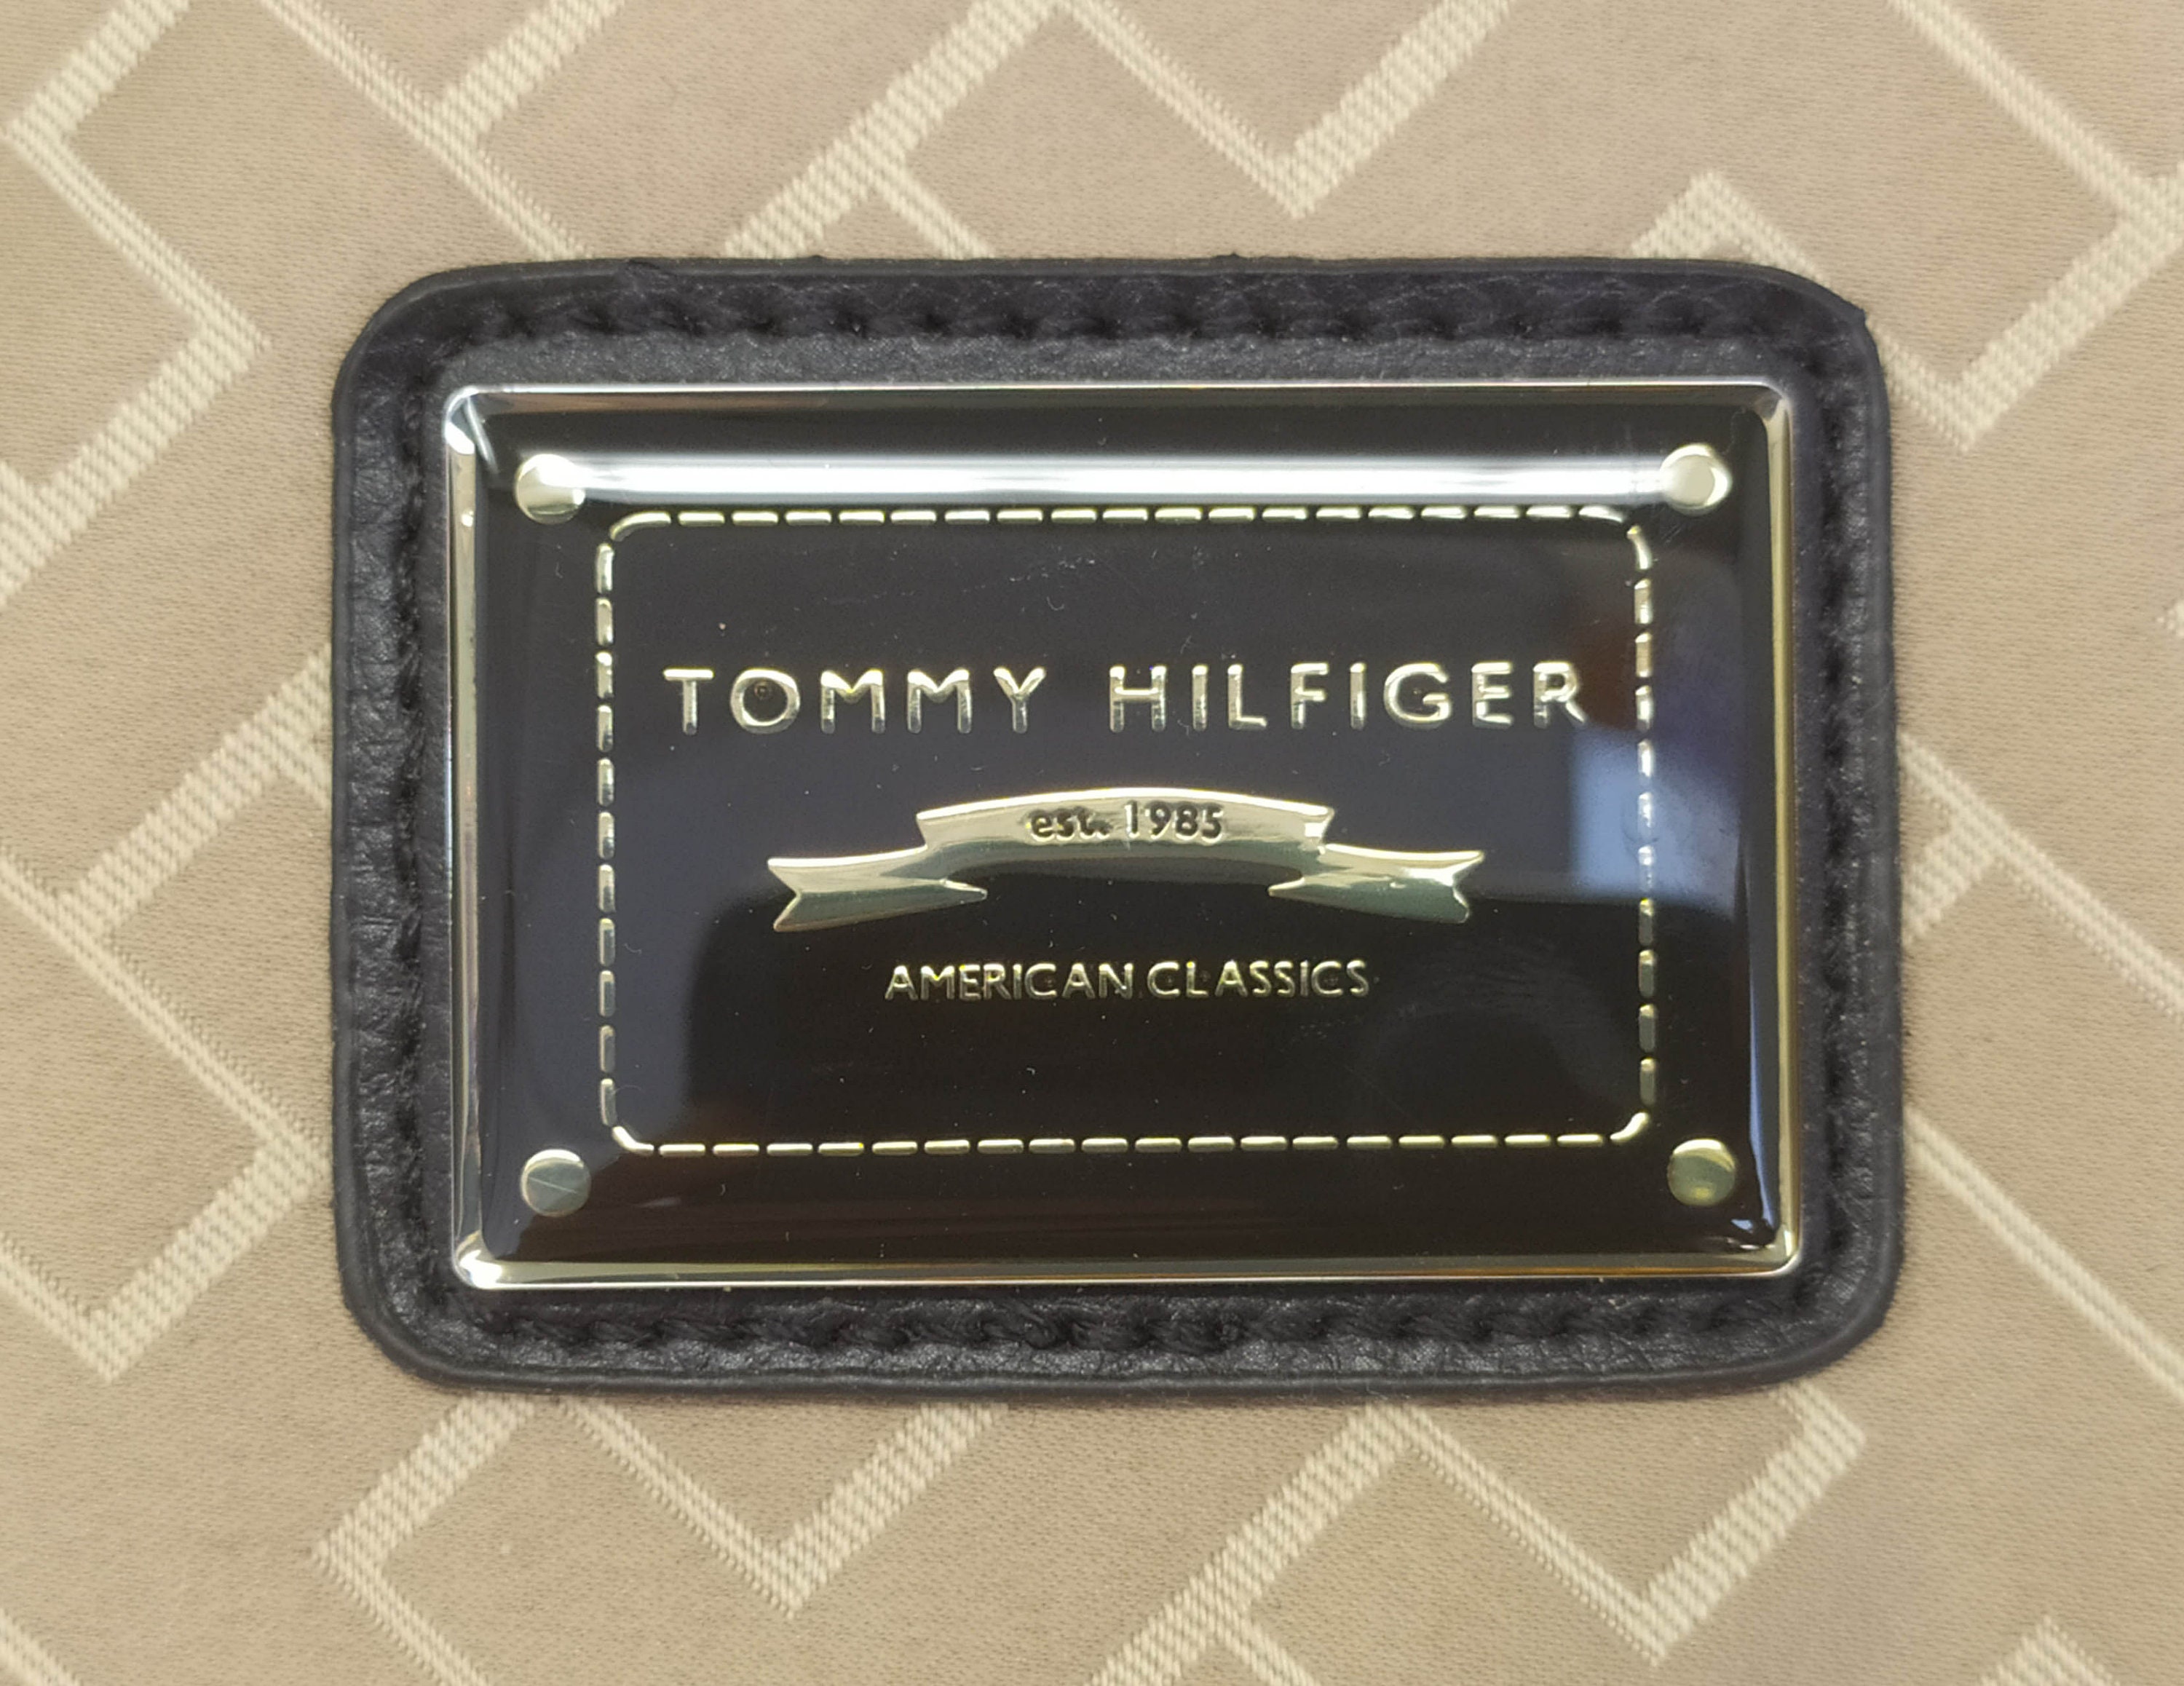 TOMMY HILFIGER
est. 1985
AMERICAN CLASSICS